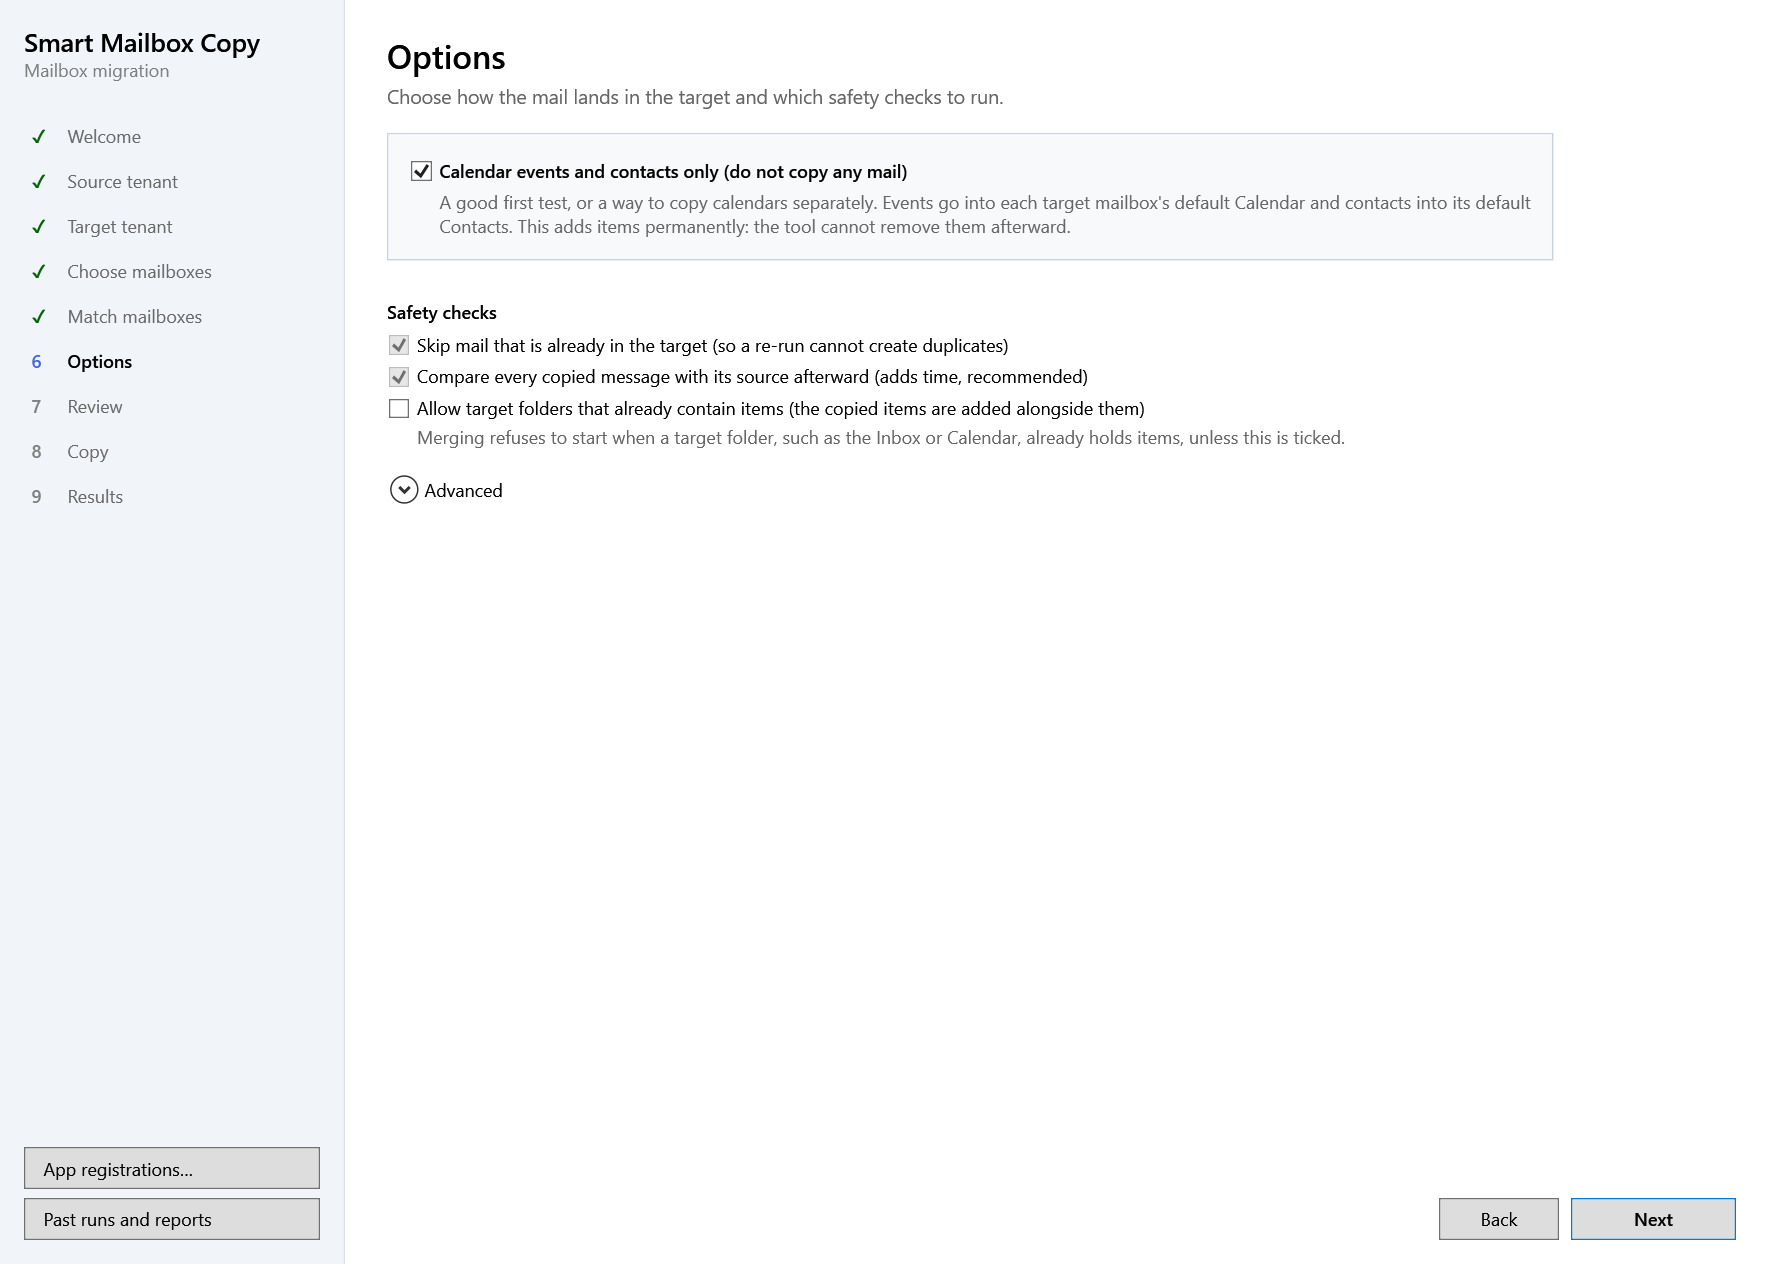 Smart Mailbox Copy
Mailbox migration
Welcome
Source tenant
Target tenant
Choose mailboxes
Match mailboxes
6 Options
7 Review
8 Copy
9 Results
App registrations...
Past runs and reports
Options
Choose how the mail lands in the target and which safety checks to run.
Calendar events and contacts only (do not copy any mail)
A good first test, or a way to copy calendars separately. Events go into each target mailbox's default Calendar and contacts into its default
Contacts. This adds items permanently: the tool cannot remove them afterward.
Safety checks
Skip mail that is already in the target (so a re-run cannot create duplicates)
Compare every copied message with its source afterward (adds time, recommended)
Allow target folders that already contain items (the copied items are added alongside them)
Merging refuses to start when a target folder, such as the Inbox or Calendar, already holds items, unless this is ticked.
Advanced
Back
Next